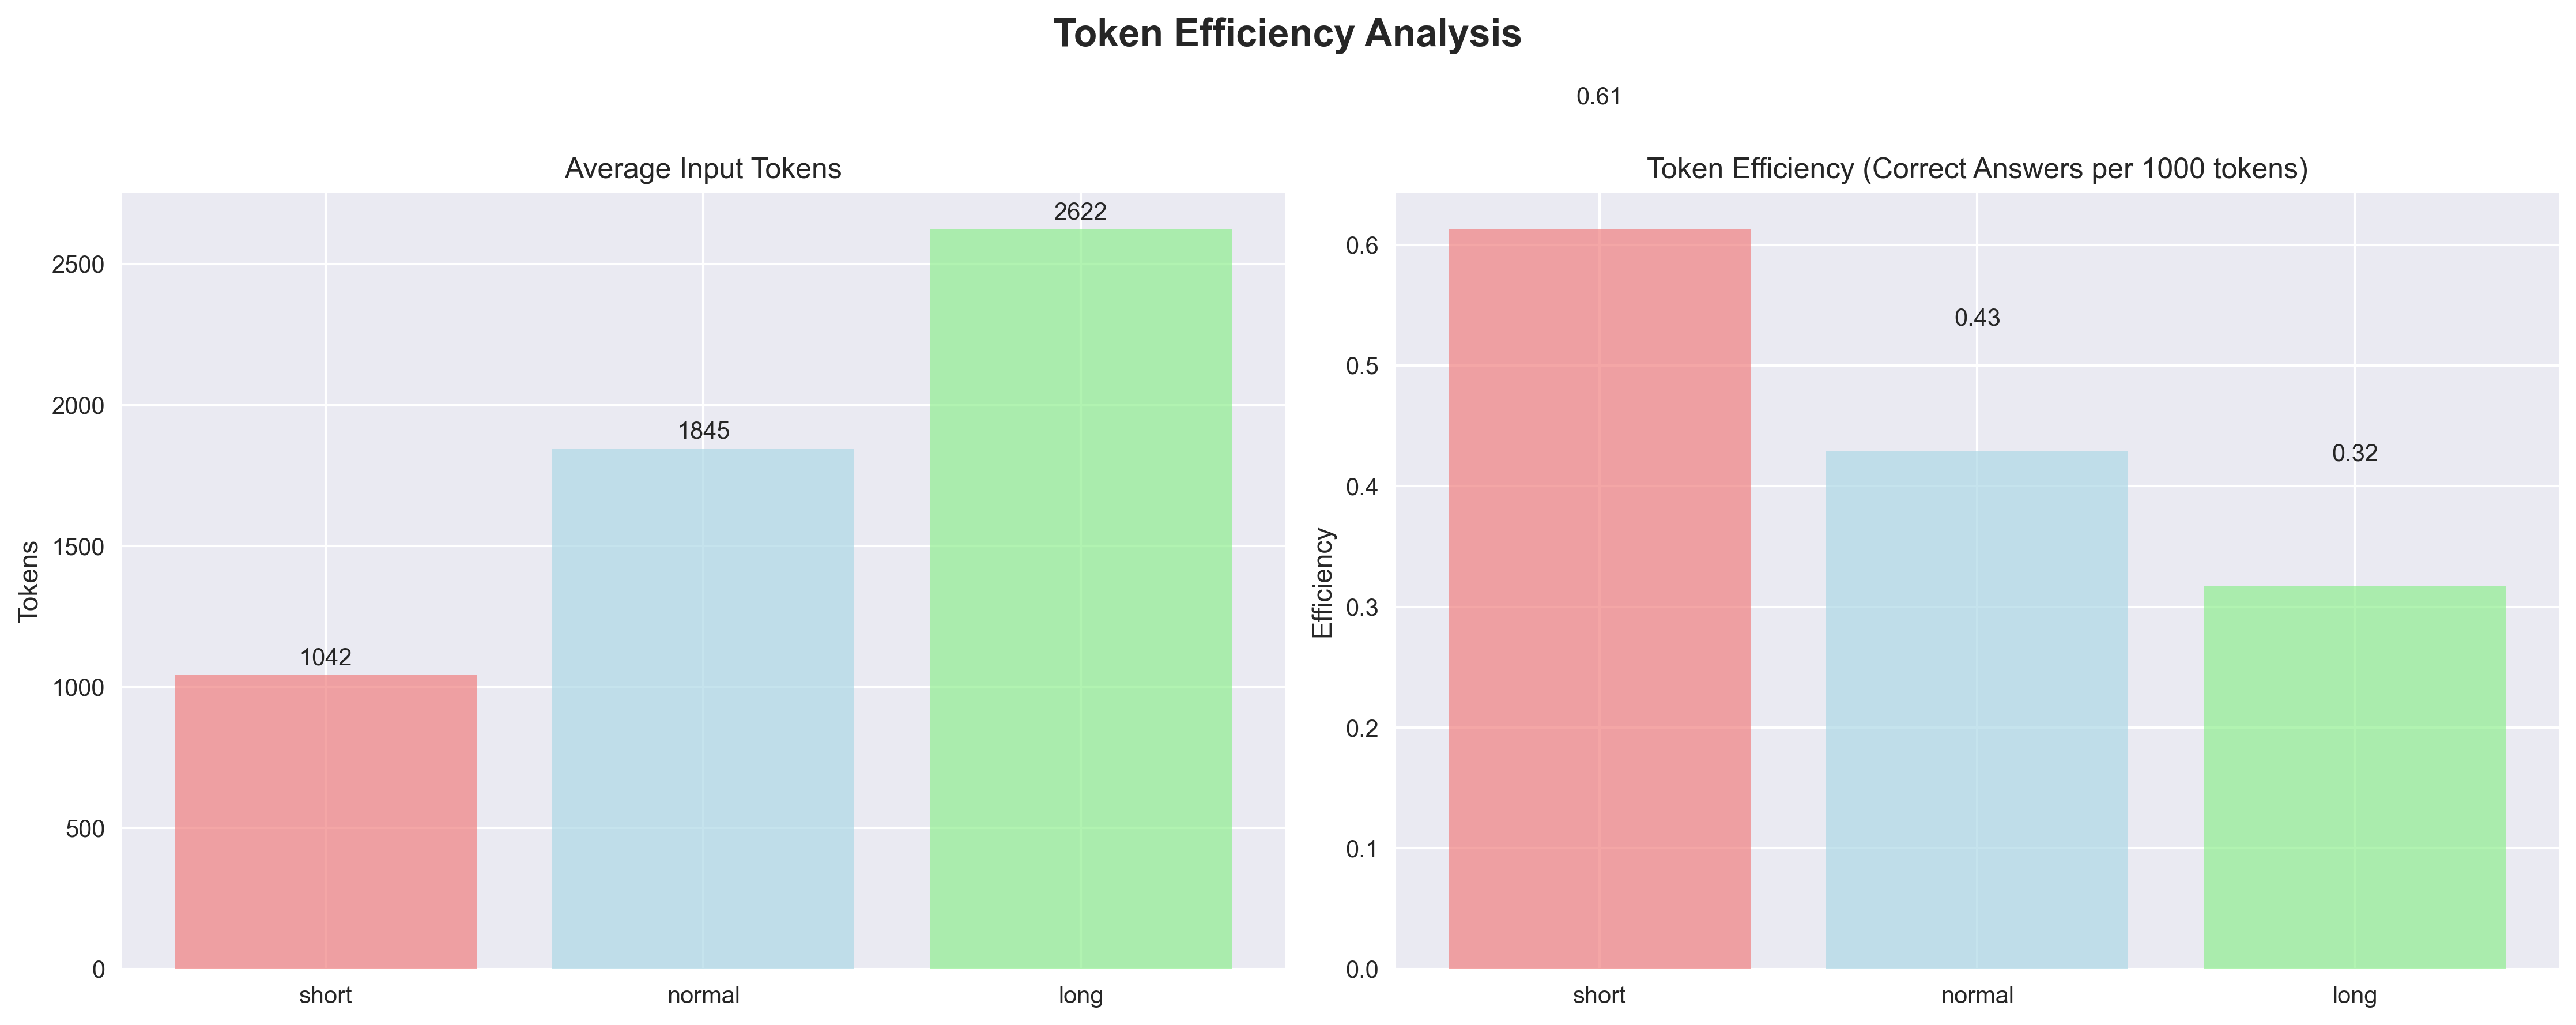 Token Efficiency Analysis
Average Input Tokens
Tokens
2500
2000
1500
1000
500
0
1042
1845
2622
short
normal
long
Token Efficiency (Correct Answers per 1000 tokens)
Efficiency
0.6
0.5
0.4
0.3
0.2
0.1
0.0
0.61
0.43
0.32
short
normal
long